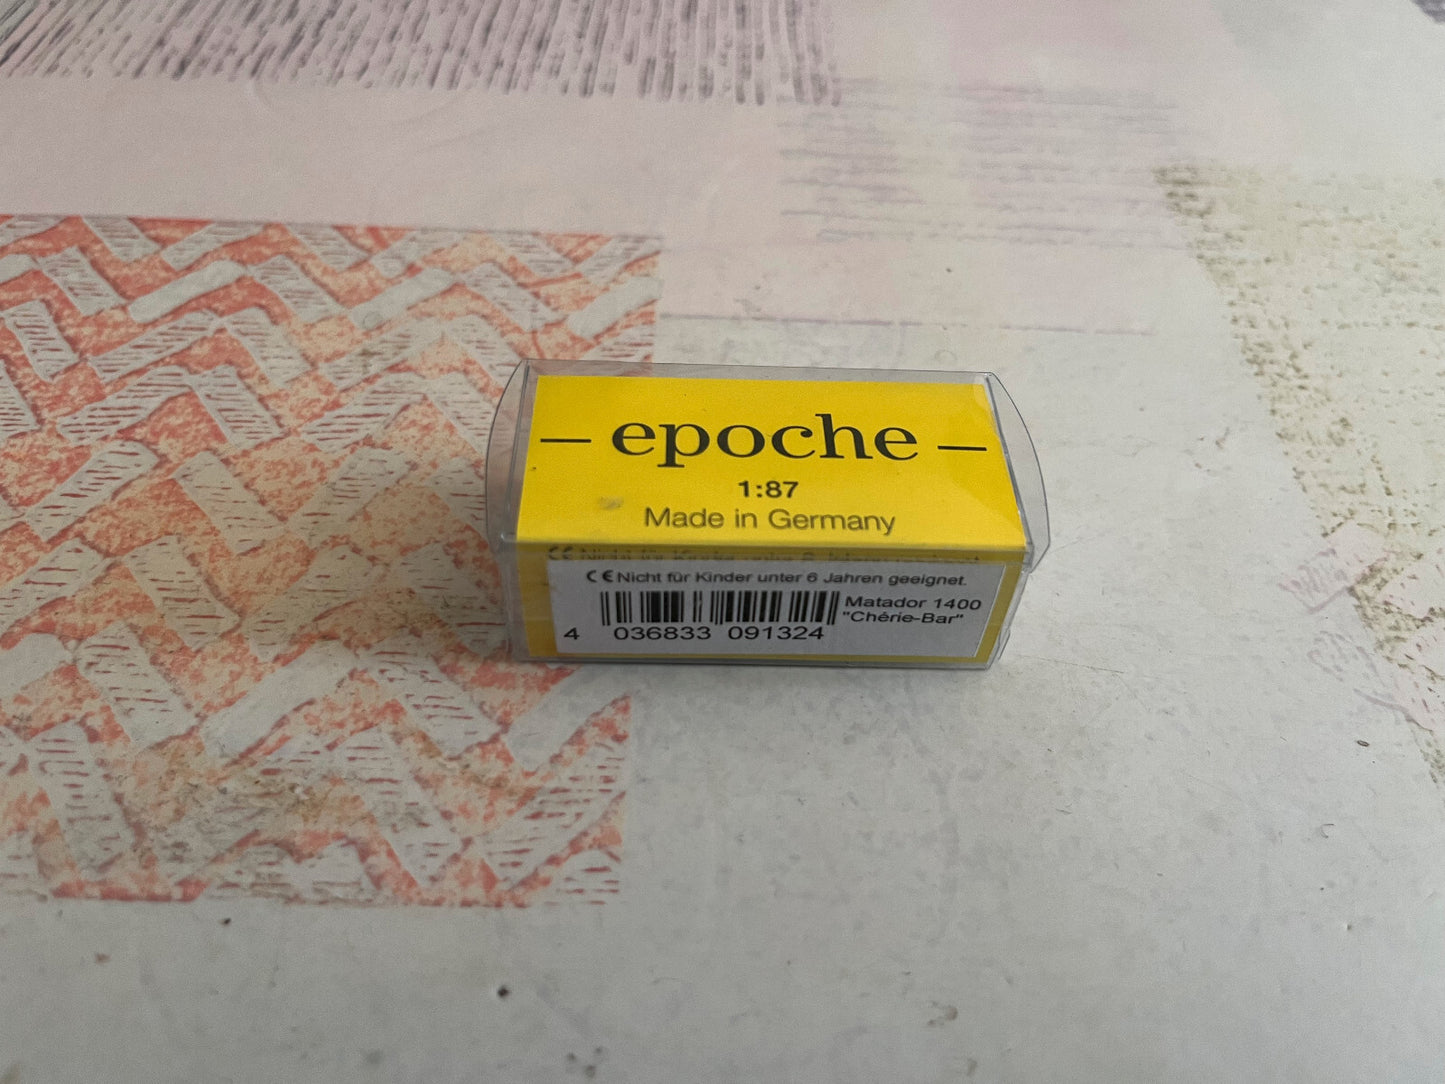 — epoche —
1:87
Made in Germany
CE Nicht für Kinder unter 6 Jahren geeignet.
Matador 1400
"Chérie-Bar"
4 036833 091324